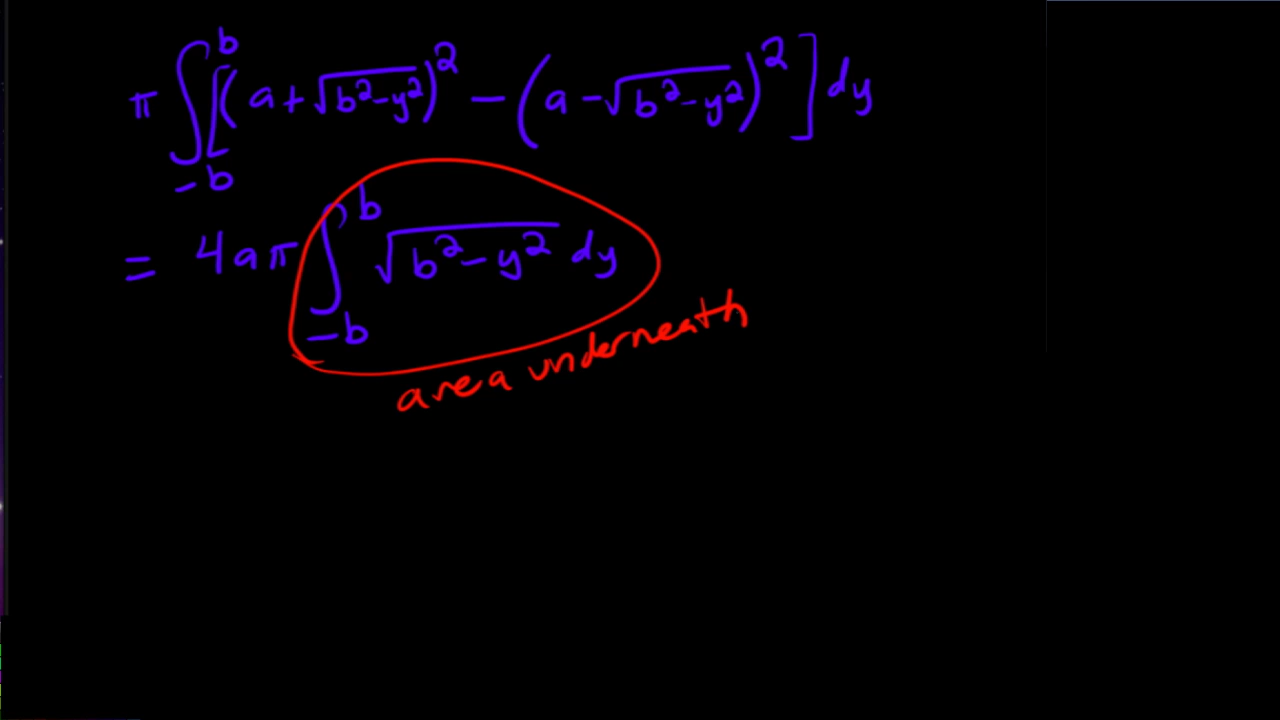 π ∫_{-b}^{b} [(a + √(b² - y²))² - (a - √(b² - y²))²] dy
= 4aπ ∫_{-b}^{b} √(b² - y²) dy
area underneath